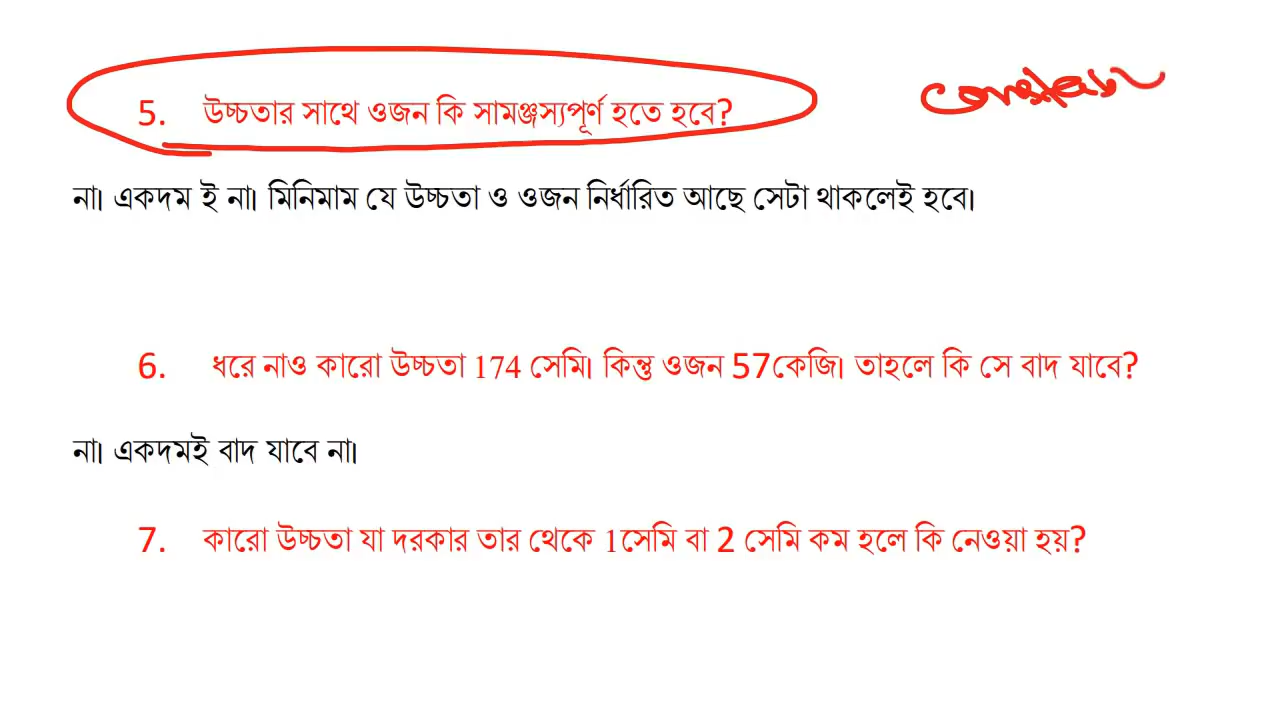 5. উচ্চতার সাথে ওজন কি সামঞ্জস্যপূর্ণ হতে হবে?
না। একদম ই না। মিনিমাম যে উচ্চতা ও ওজন নির্ধারিত আছে সেটা থাকলেই হবে।
6. ধরে নাও কারো উচ্চতা 174 সেমি। কিন্তু ওজন 57কেজি। তাহলে কি সে বাদ যাবে?
না। একদমই বাদ যাবে না।
7. কারো উচ্চতা যা দরকার তার থেকে 1সেমি বা 2 সেমি কম হলে কি নেওয়া হয়?